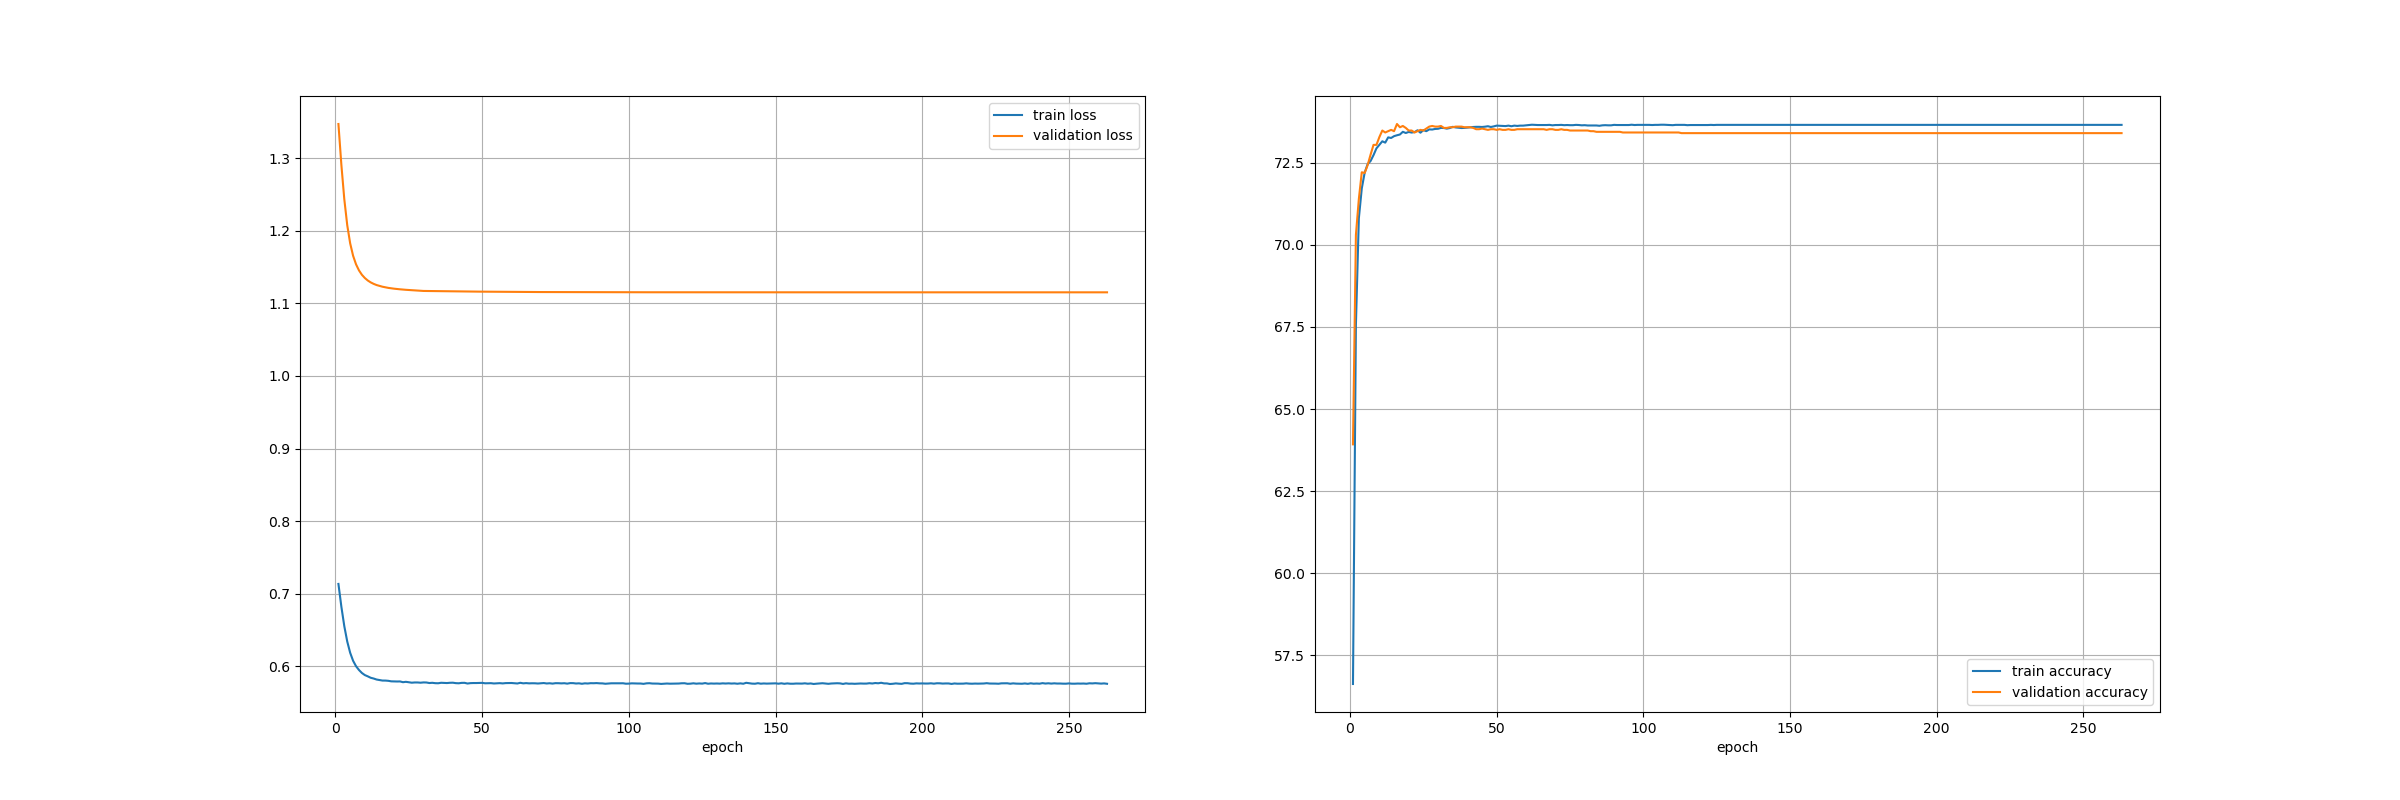 train loss
validation loss
1.3
1.2
1.1
1.0
0.9
0.8
0.7
0.6
0 50 100 150 200 250
epoch
72.5
70.0
67.5
65.0
62.5
60.0
57.5
train accuracy
validation accuracy
0 50 100 150 200 250
epoch